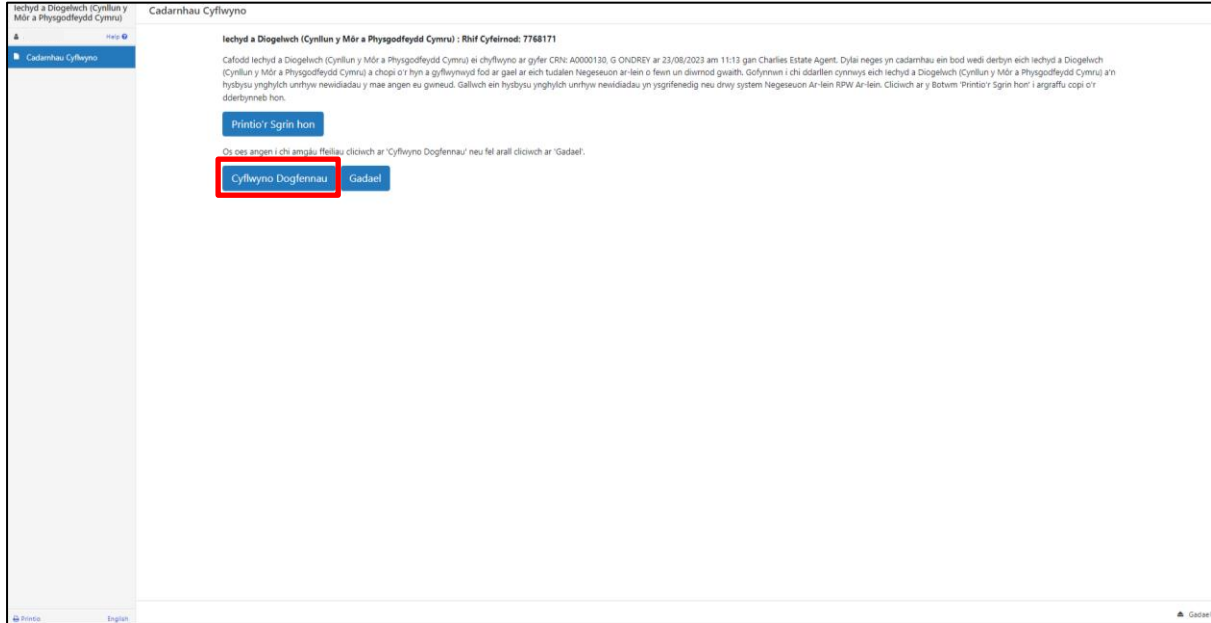 Iechyd a Diogelwch (Cynllun y
Môr a Physgodfeydd Cymru)
Cadarnhau Cyflwyno
Help
Cadarnhau Cyflwyno
Iechyd a Diogelwch (Cynllun y Môr a Physgodfeydd Cymru) : Rhif Cyfeirnod: 7768171
Cafodd Iechyd a Diogelwch (Cynllun y Môr a Physgodfeydd Cymru) ei chyflwyno ar gyfer CRN: A0000130, G ONDREY ar 23/08/2023 am 11:13 gan Charlies Estate Agent. Dylai neges yn cadarnhau ein bod wedi derbyn eich Iechyd a Diogelwch
(Cynllun y Môr a Physgodfeydd Cymru) a chopi o'r hyn a gyflwynwyd fod ar gael ar eich tudalen Negeseuon ar-lein o fewn un diwrnod gwaith. Gofynnwn i chi ddarllen cynnwys eich Iechyd a Diogelwch (Cynllun y Môr a Physgodfeydd Cymru) a'n
hysbysu ynghylch unrhyw newidiadau y mae angen eu gwneud. Gallwch ein hysbysu ynghylch unrhyw newidiadau yn ysgrifenedig neu drwy system Negeseuon Ar-lein RPW Ar-lein. Cliciwch ar y Botwm 'Printio'r Sgrin hon' i argraffu copi o'r
dderbynneb hon.
Printio'r Sgrin hon
Os oes angen i chi amgáu ffeiliau cliciwch ar 'Cyflwyno Dogfennau' neu fel arall cliciwch ar 'Gadael'.
Cyflwyno Dogfennau
Gadael
Printio
English
Gadael